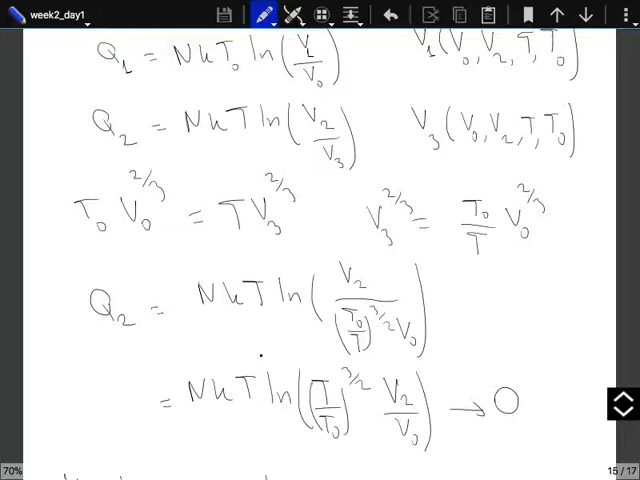 week2_day1
Q₁ = NkT₀ ln(V₁/V₀)    V₁(V₀, V₂, T, T₀)
Q₂ = NkT ln(V₂/V₃)    V₃(V₀, V₂, T, T₀)
T₀ V₀^2/3 = T V₃^2/3    V₃^2/3 = T₀/T V₀^2/3
Q₂ = NkT ln(V₂/((T₀/T)^3/2 V₀))
= NkT ln((T/T₀)^3/2 V₂/V₀) → 0
70%
15 / 17